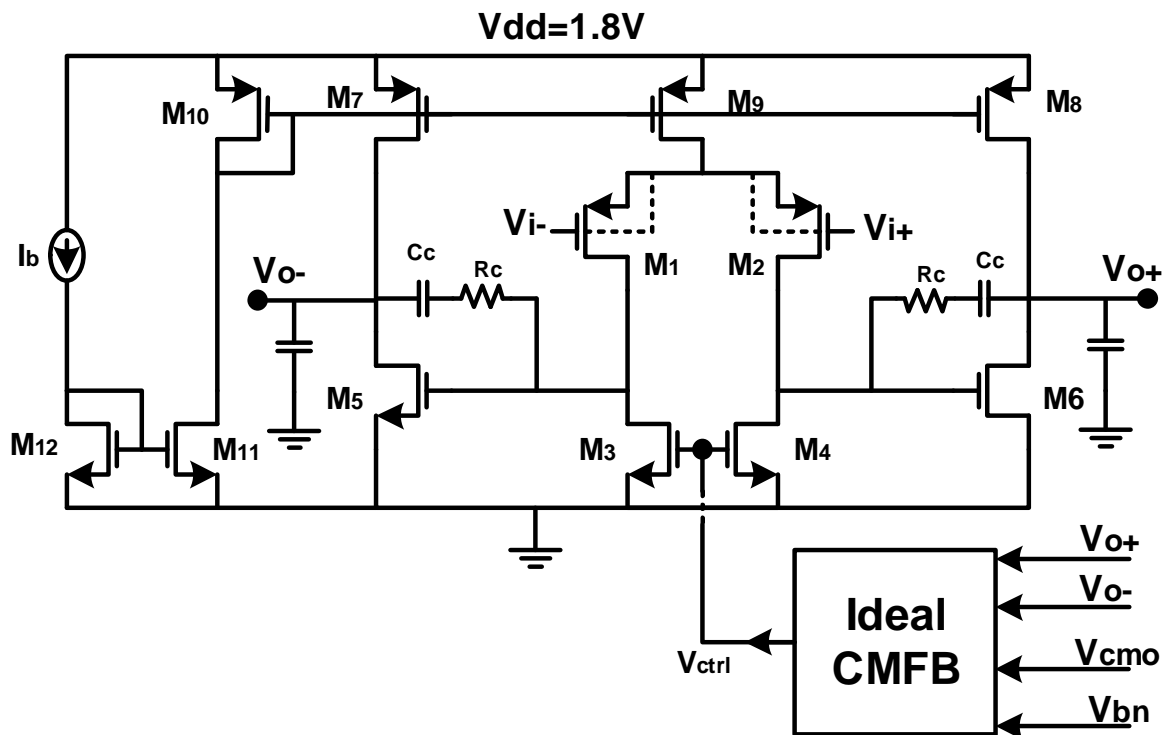 Vdd=1.8V
M10
M7
M9
M8
Vi-
Vi+
Ib
Vo-
Cc
Rc
M1
M2
Rc
Cc
Vo+
M12
M11
M5
M3
M4
M6
Vctrl
Ideal
CMFB
Vo+
Vo-
Vcmo
Vbn